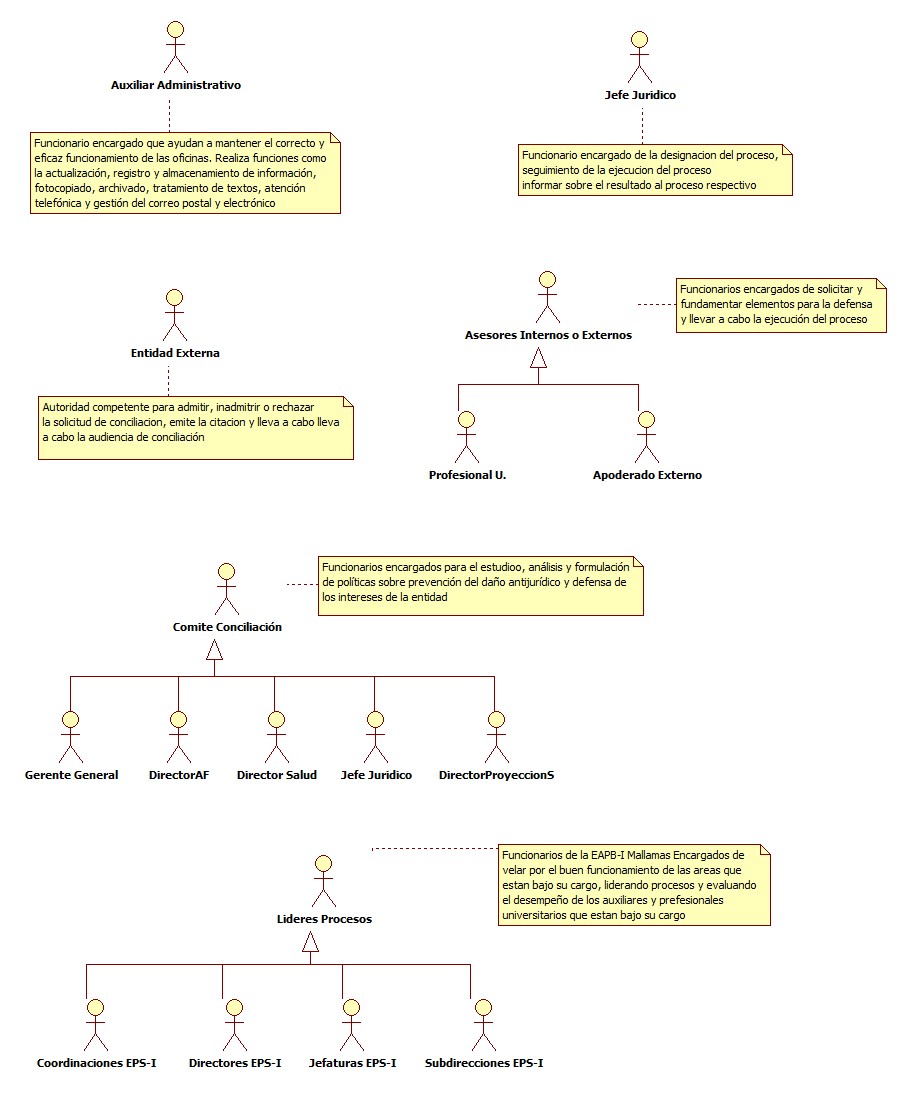 Auxiliar Administrativo
Funcionario encargado que ayudan a mantener el correcto y
eficaz funcionamiento de las oficinas. Realiza funciones como
la actualización, registro y almacenamiento de información,
fotocopiado, archivado, tratamiento de textos, atención
telefónica y gestión del correo postal y electrónico
Jefe Juridico
Funcionario encargado de la designacion del proceso,
seguimiento de la ejecucion del proceso
informar sobre el resultado al proceso respectivo
Entidad Externa
Autoridad competente para admitir, inadmitrir o rechazar
la solicitud de conciliacion, emite la citacion y lleva a cabo lleva
a cabo la audiencia de conciliación
Asesores Internos o Externos
Funcionarios encargados de solicitar y
fundamentar elementos para la defensa
y llevar a cabo la ejecución del proceso
Profesional U.
Apoderado Externo
Comite Conciliación
Funcionarios encargados para el estudioo, análisis y formulación
de políticas sobre prevención del daño antijurídico y defensa de
los intereses de la entidad
Gerente General
DirectorAF
Director Salud
Jefe Juridico
DirectorProyeccionS
Lideres Procesos
Funcionarios de la EAPB-I Mallamas Encargados de
velar por el buen funcionamiento de las areas que
estan bajo su cargo, liderando procesos y evaluando
el desempeño de los auxiliares y prefesionales
universitarios que estan bajo su cargo
Coordinaciones EPS-I
Directores EPS-I
Jefaturas EPS-I
Subdirecciones EPS-I